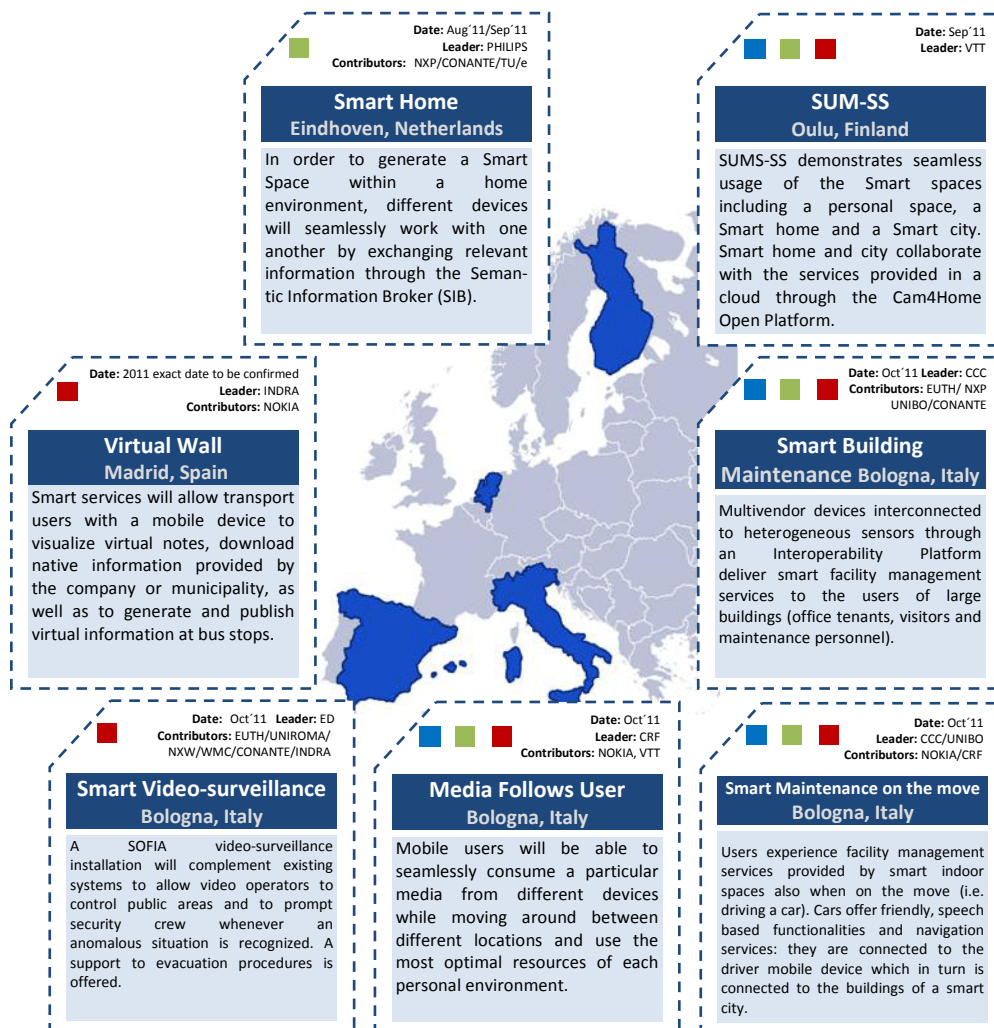 Date: Aug´11/Sep´11
Leader: PHILIPS
Contributors: NXP/CONANTE/TU/e
Smart Home
Eindhoven, Netherlands
In order to generate a Smart
Space within a home
environment, different devices
will seamlessly work with one
another by exchanging relevant
information through the Seman-
tic Information Broker (SIB).
Date: Sep´11
Leader: VTT
SUM-SS
Oulu, Finland
SUMS-SS demonstrates seamless
usage of the Smart spaces
including a personal space, a
Smart home and a Smart city.
Smart home and city collaborate
with the services provided in a
cloud through the Cam4Home
Open Platform.
Date: 2011 exact date to be confirmed
Leader: INDRA
Contributors: NOKIA
Virtual Wall
Madrid, Spain
Smart services will allow transport
users with a mobile device to
visualize virtual notes, download
native information provided by
the company or municipality, as
well as to generate and publish
virtual information at bus stops.
Date: Oct´11 Leader: CCC
Contributors: EUTH/ NXP
UNIBO/CONANTE
Smart Building
Maintenance Bologna, Italy
Multivendor devices interconnected
to heterogeneous sensors through
an Interoperability Platform
deliver smart facility management
services to the users of large
buildings (office tenants, visitors and
maintenance personnel).
Date: Oct´11 Leader: ED
Contributors: EUTH/UNIROMA/
NXW/WMC/CONANTE/INDRA
Smart Video-surveillance
Bologna, Italy
A SOFIA video-surveillance
installation will complement existing
systems to allow video operators to
control public areas and to prompt
security crew whenever an
anomalous situation is recognized. A
support to evacuation procedures is
offered.
Date: Oct´11
Leader: CRF
Contributors: NOKIA, VTT
Media Follows User
Bologna, Italy
Mobile users will be able to
seamlessly consume a particular
media from different devices
while moving around between
different locations and use the
most optimal resources of each
personal environment.
Date: Oct´11
Leader: CCC/UNIBO
Contributors: NOKIA/CRF
Smart Maintenance on the move
Bologna, Italy
Users experience facility management
services provided by smart indoor
spaces also when on the move (i.e.
driving a car). Cars offer friendly, speech
based functionalities and navigation
services: they are connected to the
driver mobile device which in turn is
connected to the buildings of a smart
city.